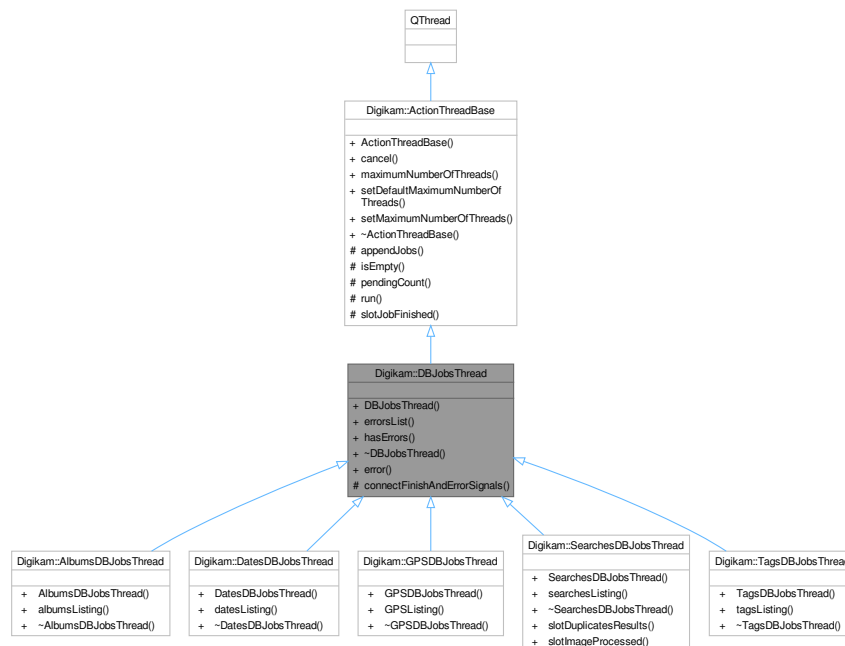 QThread
Digikam::ActionThreadBase
+ ActionThreadBase()
+ cancel()
+ maximumNumberOfThreads()
+ setDefaultMaximumNumberOf
Threads()
+ setMaximumNumberOfThreads()
+ ~ActionThreadBase()
# appendJobs()
# isEmpty()
# pendingCount()
# run()
# slotJobFinished()
Digikam::DBJobsThread
+ DBJobsThread()
+ errorsList()
+ hasErrors()
+ ~DBJobsThread()
+ error()
# connectFinishAndErrorSignals()
Digikam::AlbumsDBJobsThread
+ AlbumsDBJobsThread()
+ albumsListing()
+ ~AlbumsDBJobsThread()
Digikam::DatesDBJobsThread
+ DatesDBJobsThread()
+ datesListing()
+ ~DatesDBJobsThread()
Digikam::GPSDBJobsThread
+ GPSDBJobsThread()
+ GPSListing()
+ ~GPSDBJobsThread()
Digikam::SearchesDBJobsThread
+ SearchesDBJobsThread()
+ searchesListing()
+ ~SearchesDBJobsThread()
+ slotDuplicatesResults()
+ slotImageProcessed()
Digikam::TagsDBJobsThread
+ TagsDBJobsThread()
+ tagsListing()
+ ~TagsDBJobsThread()